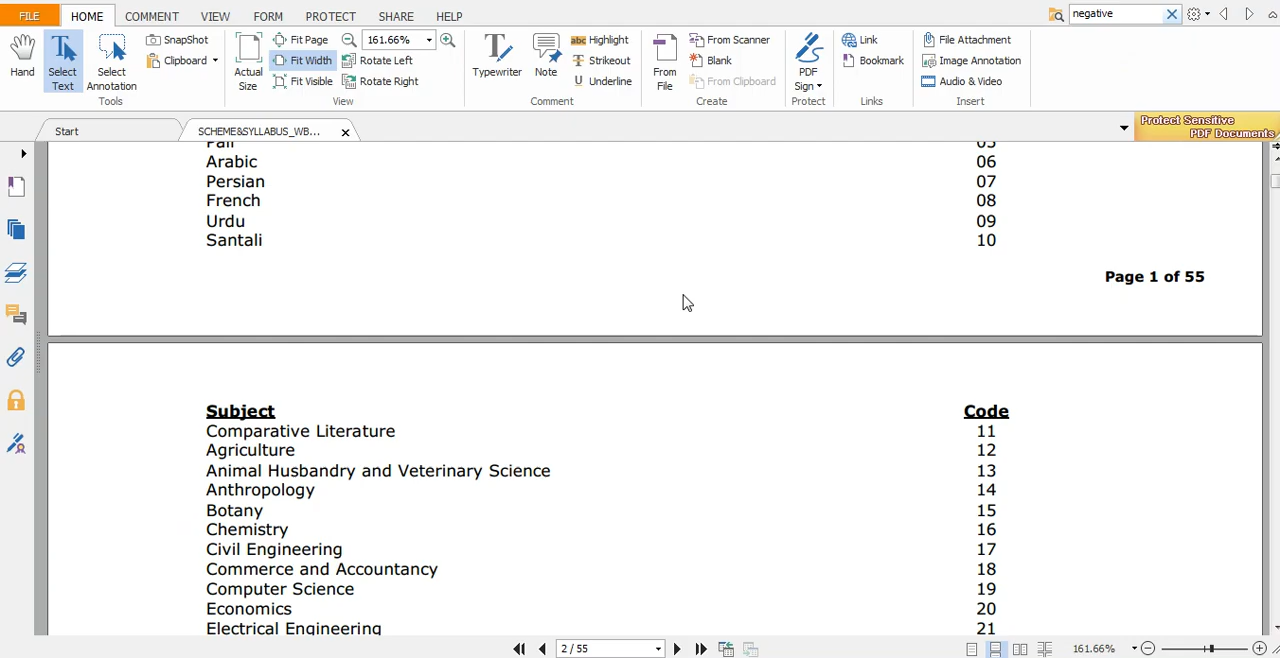 FILE HOME COMMENT VIEW FORM PROTECT SHARE HELP negative
Hand
Select Text
Select Annotation
SnapShot
Clipboard
Tools
Actual Size
Fit Page
Fit Width
Fit Visible
161.66%
Rotate Left
Rotate Right
View
Typewriter
Note
abc Highlight
Strikeout
U Underline
Comment
From File
From Scanner
Blank
From Clipboard
Create
PDF Sign
Protect
Link
Bookmark
Links
File Attachment
Image Annotation
Audio & Video
Insert
Start
SCHEME&SYLLABUS_WB...
Protect Sensitive
PDF Documents
Pali 05
Arabic 06
Persian 07
French 08
Urdu 09
Santali 10
Page 1 of 55
Subject Code
Comparative Literature 11
Agriculture 12
Animal Husbandry and Veterinary Science 13
Anthropology 14
Botany 15
Chemistry 16
Civil Engineering 17
Commerce and Accountancy 18
Computer Science 19
Economics 20
Electrical Engineering 21
2 / 55
161.66%